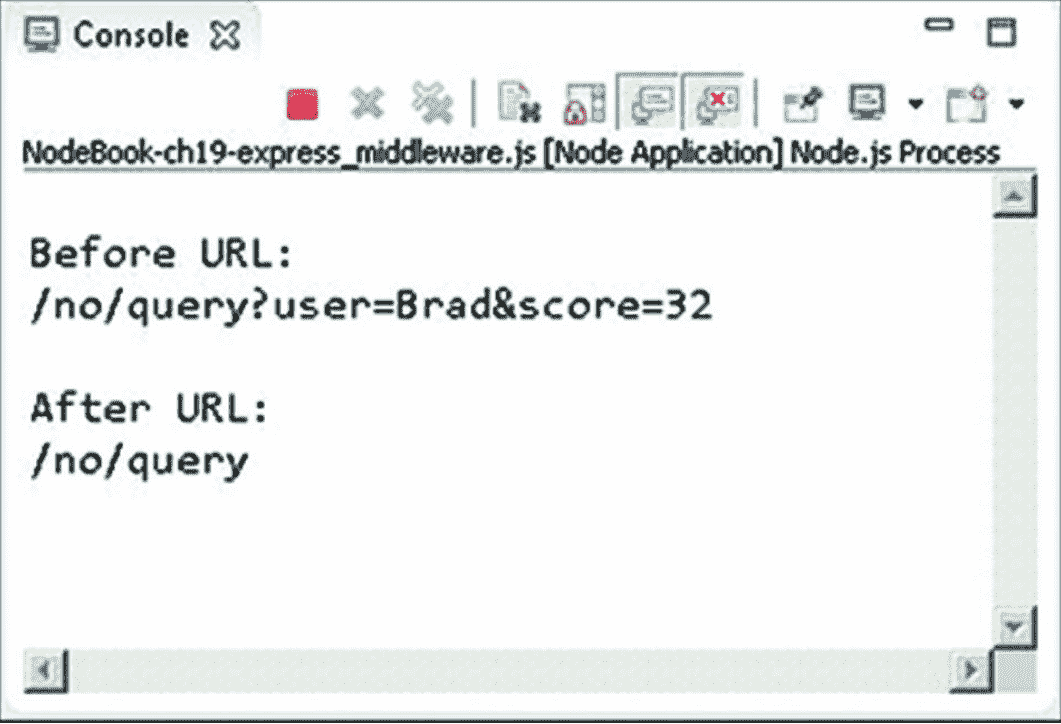 Console
NodeBook-ch19-express_middleware.js [Node Application] Node.js Process
Before URL:
/no/query?user=Brad&score=32
After URL:
/no/query